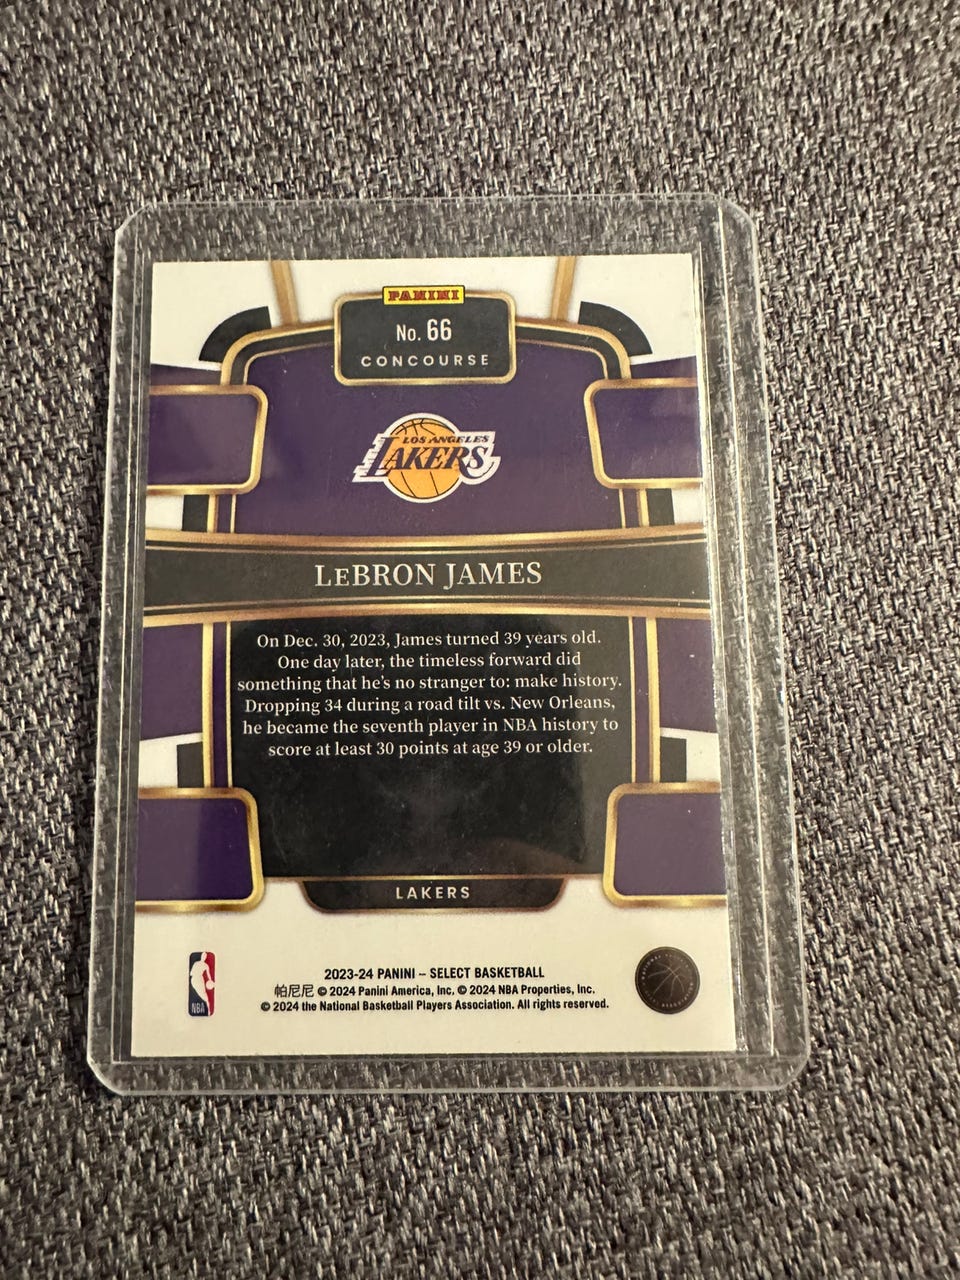 PANINI
No. 66
CONCOURSE
LOS ANGELES
LAKERS
LEBRON JAMES
On Dec. 30, 2023, James turned 39 years old.
One day later, the timeless forward did
something that he's no stranger to: make history.
Dropping 34 during a road tilt vs. New Orleans,
he became the seventh player in NBA history to
score at least 30 points at age 39 or older.
LAKERS
2023-24 PANINI – SELECT BASKETBALL
帕尼尼 © 2024 Panini America, Inc. © 2024 NBA Properties, Inc.
© 2024 the National Basketball Players Association. All rights reserved.
NBA